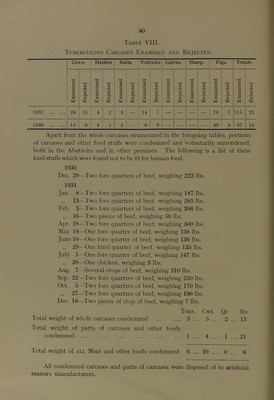 80
Table VIII.
Tuberculous Carcases Examined and Rejected:
Cows. Heifers Bulls. Bullocks Calves Sheep. Pigs. Totals.
Examined Rejected Examined Rejected Examined Rejected Examined Rejected Examined Rejected Examined Rejected Examined Rejected Examined Rejected
1931 ... ... 24 16 4 2 3 — 14 1 — — — — 70 3 115 23
1930 ... ... 15 6 4 1 — 8 3 — — — — 40 3 67 13
Apart from the whole carcases enumerated in the foregoing tables, portions
of carcases and other food stuffs were condemned and voluntarily surrendered,
both in the Abattoirs and in other premises. The following is a list of these
food stuffs which were found not to be fit for human food.
1930.
Dec. 29—Two fore quarters of beef, weighing 223 lbs.
1931.
Jan. 8—Two fore quarters of beef, weighing 187 lbs.
,, 13—Two fore quarters of beef, weighing 285 lbs.
Feb. 3—Two fore quarters of beef, weighing 306 lbs.
,, 16—Two pieces of beef, weighing 50 lbs.
Apr. 28—Two fore quarters of beef, weighing 300 lbs.
May 19—One fore quarter of beef, weighing 138 lbs.
June 10—One fore quarter of beef, weighing 136 lbs.
,, 29—One hind quarter of beef, weighing 135 lbs.
July 1—One fore quarter of beef, weighing 147 lbs.
,, 20—One chicken, weighing 3 lbs.
Aug. 7—Several crops of beef, weighing 210 lbs.
Sep. 22—Two fore quarters of beef, weighing 250 lbs.
Oct. 5—Two fore quarters of beef, weighing 170 lbs.
,, 27—Two fore quarters of beef, weighing 190 lbs.
Dec. 18—Two pieces of crop of beef, weighing 7 lbs.
Tons. Cwt. Qr. lbs.
Total weight of whole carcases condemned ... ... 5 ... 5 ... 2 ... 13
Total weight of parts of carcases and other foods
condemned ... ... ... ... ... 1 ... 4 ... 1 ... 21
Total weight of all Meat and other foods condemned 6 ... 10 ... 0 ... 6
All condemned carcases and parts of carcases were disposed of to artificial
manure manufacturers.